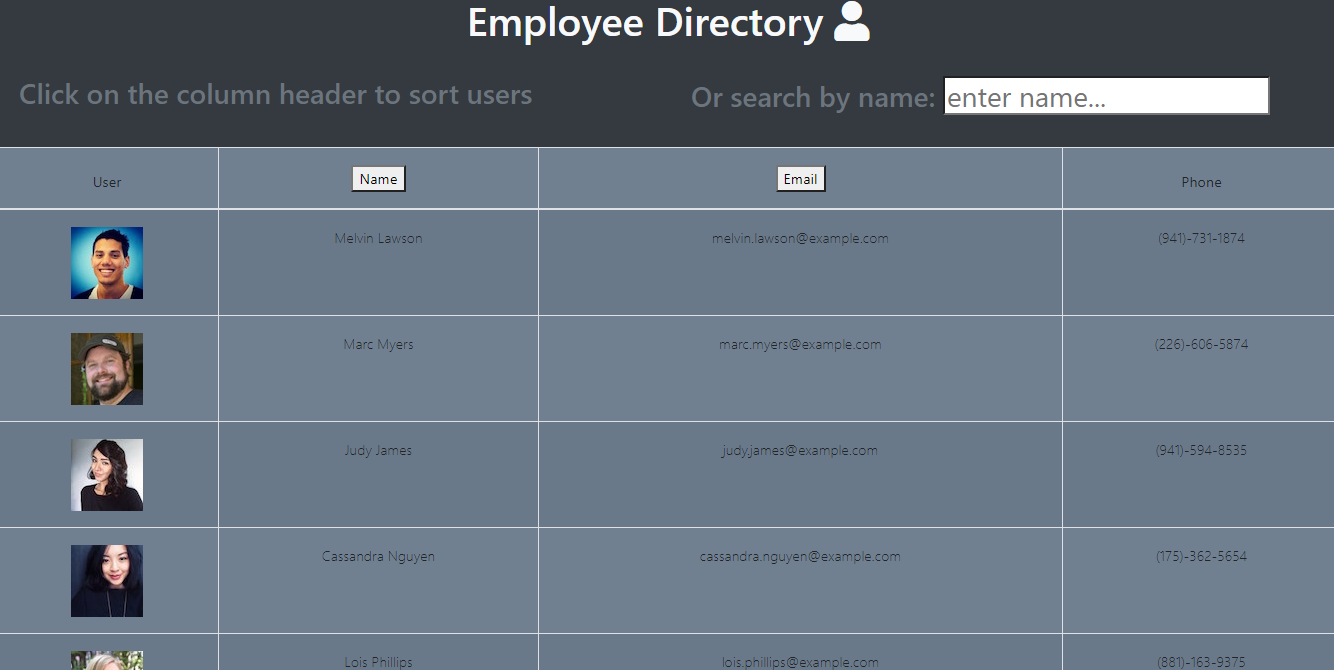 Employee Directory
Click on the column header to sort users
Or search by name: enter name...
User Name Email Phone
Melvin Lawson melvin.lawson@example.com (941)-731-1874
Marc Myers marc.myers@example.com (226)-606-5874
Judy James judy.james@example.com (941)-594-8535
Cassandra Nguyen cassandra.nguyen@example.com (175)-362-5654
Lois Phillips lois.phillips@example.com (881)-163-9375